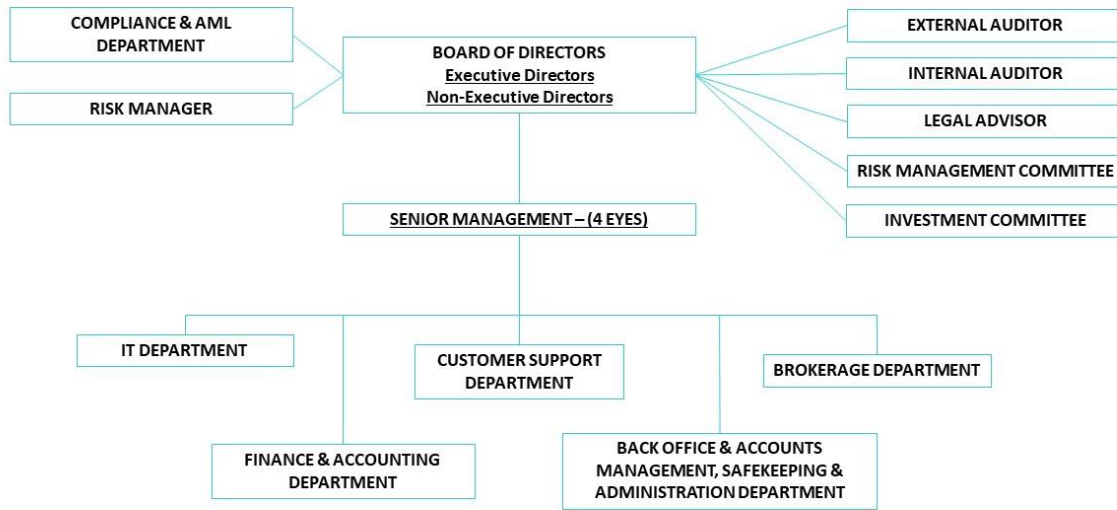 COMPLIANCE & AML
DEPARTMENT
RISK MANAGER
BOARD OF DIRECTORS
Executive Directors
Non-Executive Directors
EXTERNAL AUDITOR
INTERNAL AUDITOR
LEGAL ADVISOR
RISK MANAGEMENT COMMITTEE
INVESTMENT COMMITTEE
SENIOR MANAGEMENT – (4 EYES)
IT DEPARTMENT
CUSTOMER SUPPORT
DEPARTMENT
BROKERAGE DEPARTMENT
FINANCE & ACCOUNTING
DEPARTMENT
BACK OFFICE & ACCOUNTS
MANAGEMENT, SAFEKEEPING &
ADMINISTRATION DEPARTMENT